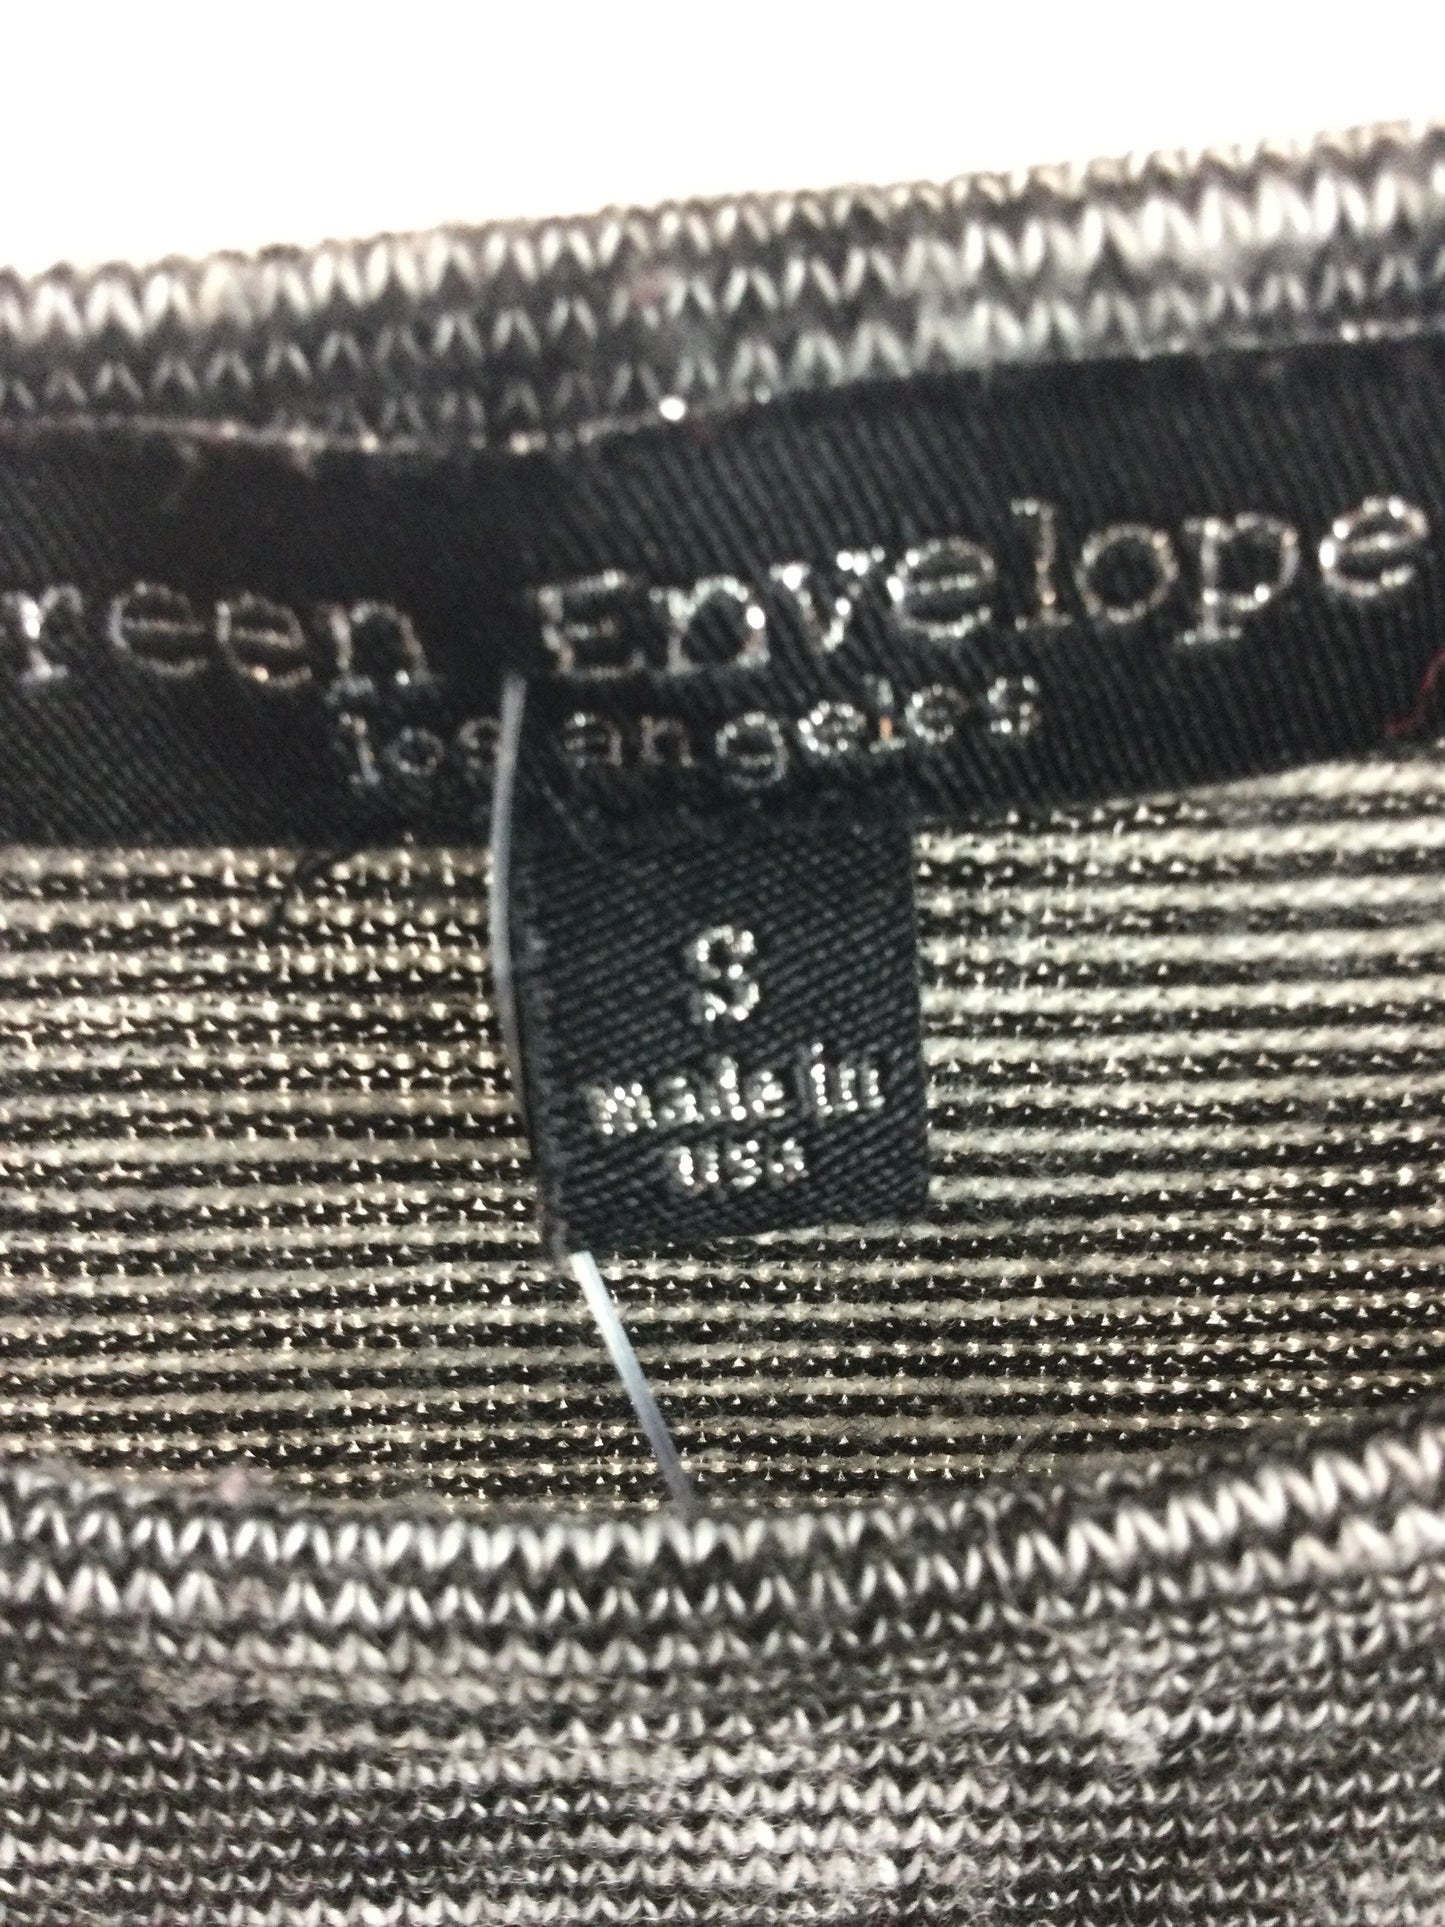 reen Envelope
los angeles
S
made in
USA